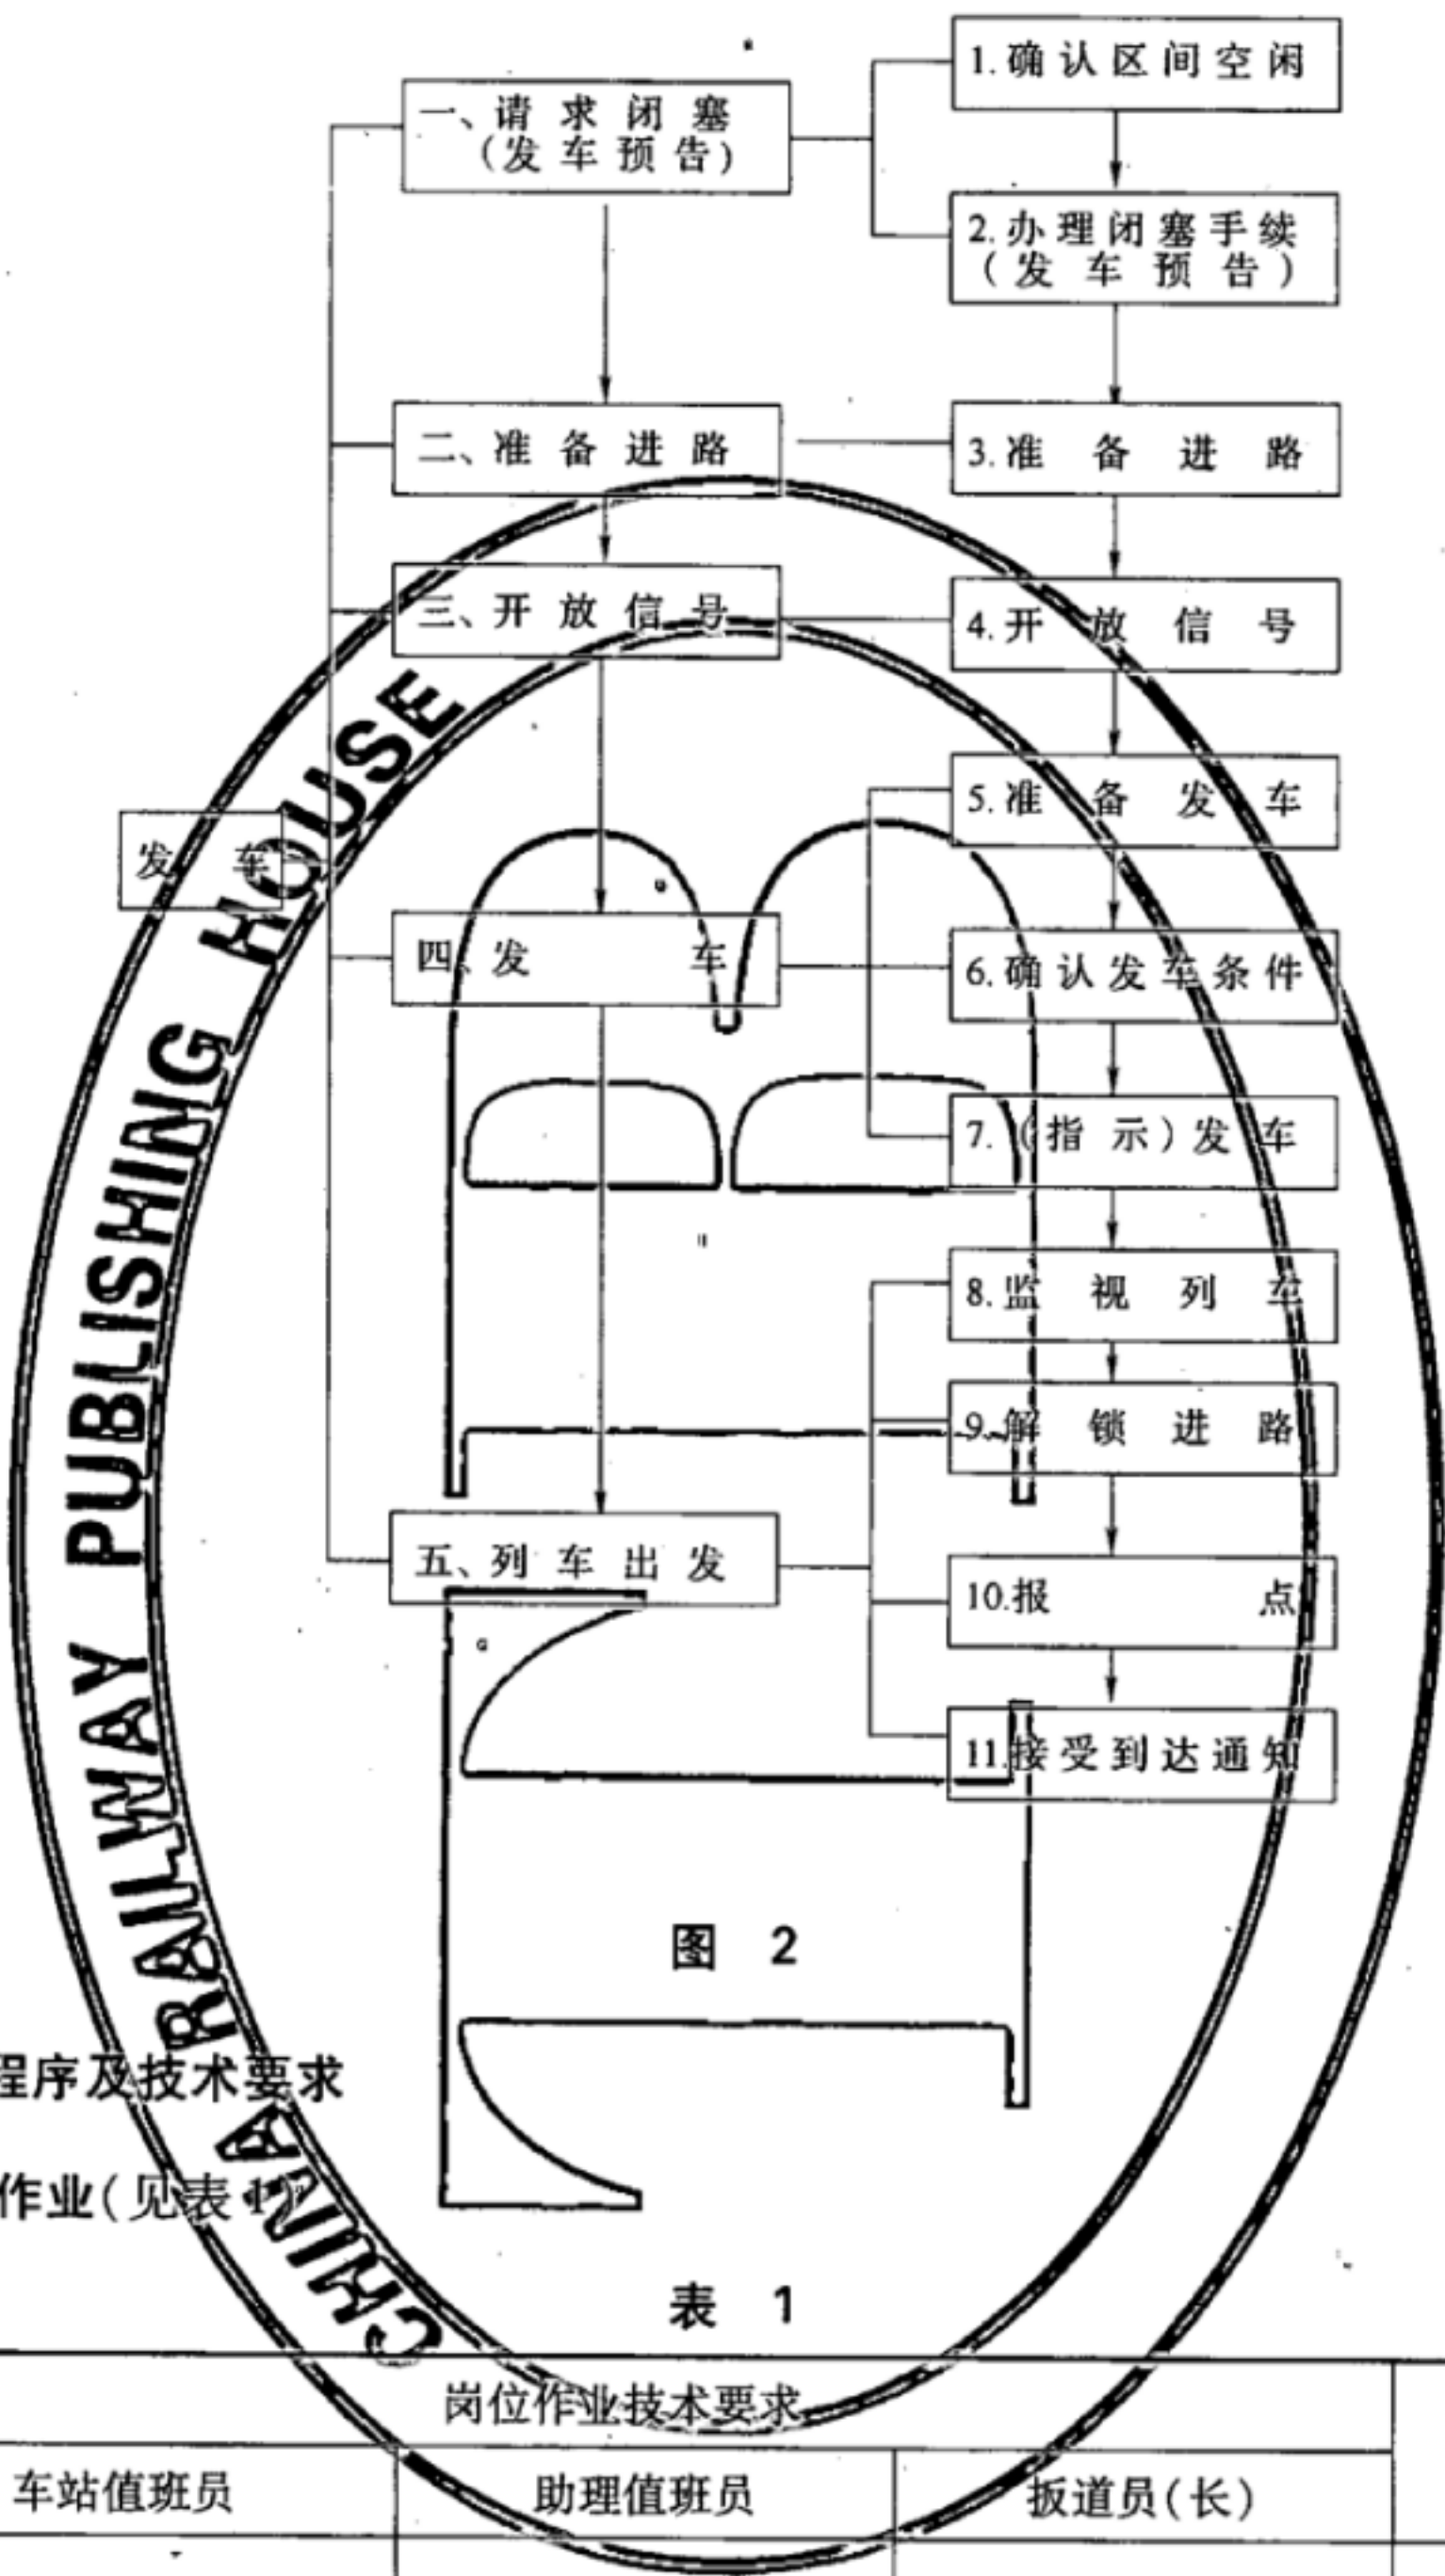 1.确认区间空闲
一、请求闭塞
(发车预告)
2.办理闭塞手续
(发车预告)
二、准备进路
3.准备进路
三、开放信号
4.开放信号
5.准备发车
发车
四、发车
6.确认发车条件
7.(指示)发车
8.监视列车
9.解锁进路
五、列车出发
10.报点
11.接受到达通知
图 2
程序及技术要求
作业(见表1)
表 1
岗位作业技术要求
车站值班员
助理值班员
扳道员(长)
CHINA RAILWAY PUBLISHING HOUSE